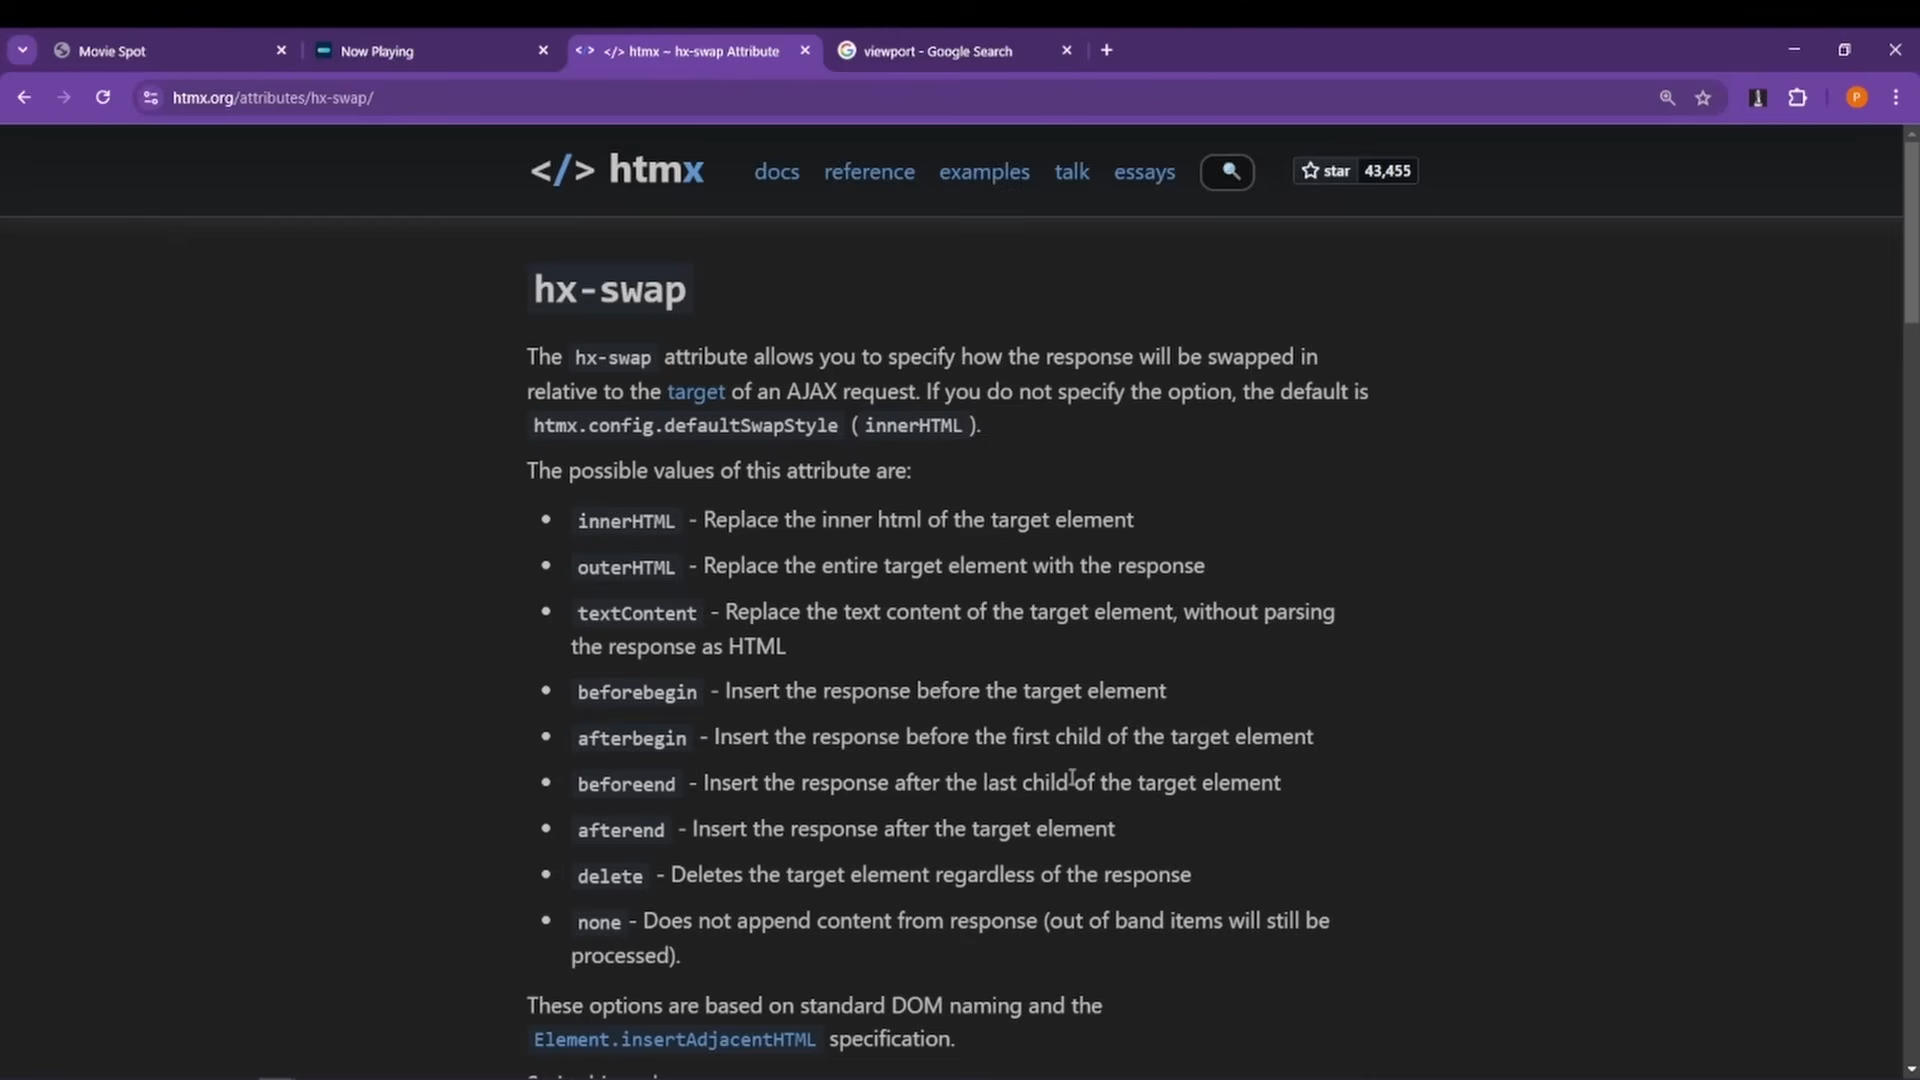 Movie Spot
Now Playing
</> htmx ~ hx-swap Attribute
viewport - Google Search
htmx.org/attributes/hx-swap/
P
</> htmx
docs
reference
examples
talk
essays
star 43,455
hx-swap
The hx-swap attribute allows you to specify how the response will be swapped in
relative to the target of an AJAX request. If you do not specify the option, the default is
htmx.config.defaultSwapStyle ( innerHTML ).
The possible values of this attribute are:
innerHTML - Replace the inner html of the target element
outerHTML - Replace the entire target element with the response
textContent - Replace the text content of the target element, without parsing
the response as HTML
beforebegin - Insert the response before the target element
afterbegin - Insert the response before the first child of the target element
beforeend - Insert the response after the last child of the target element
afterend - Insert the response after the target element
delete - Deletes the target element regardless of the response
none - Does not append content from response (out of band items will still be
processed).
These options are based on standard DOM naming and the
Element.insertAdjacentHTML specification.